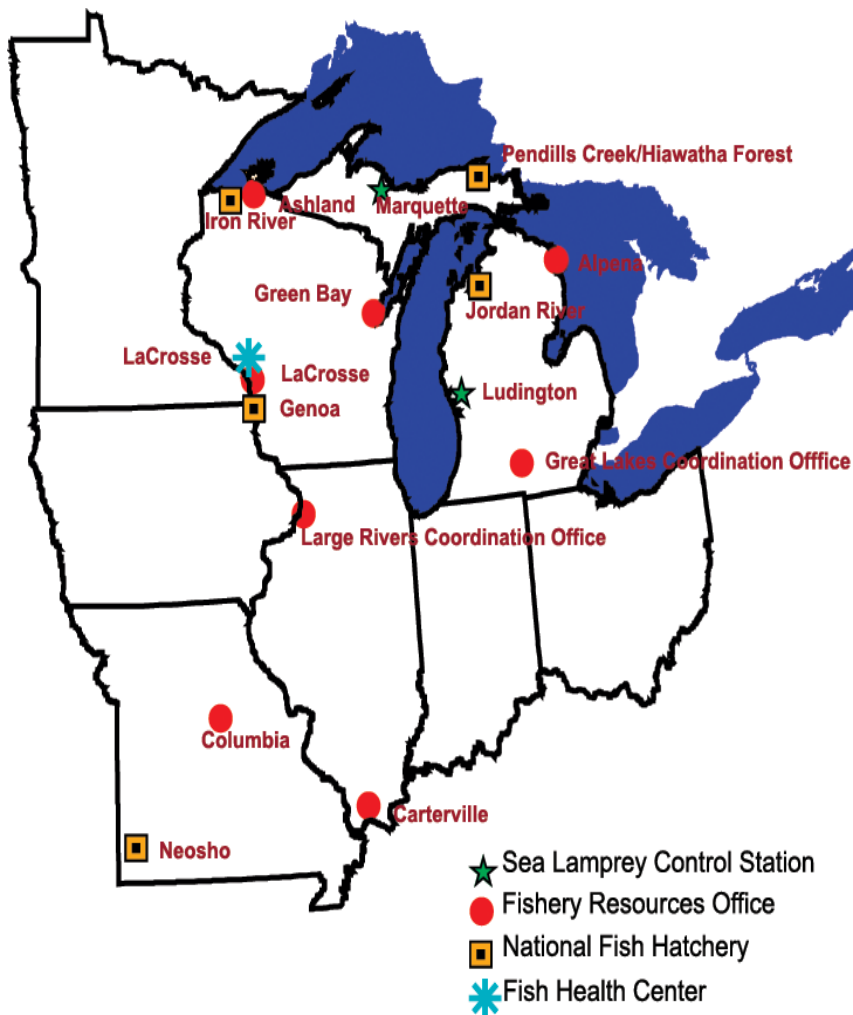 Pendills Creek/Hiawatha Forest
Ashland
Marquette
Iron River
Alpena
Green Bay
Jordan River
LaCrosse
LaCrosse
Ludington
Genoa
Great Lakes Coordination Offfice
Large Rivers Coordination Office
Columbia
Carterville
Neosho
Sea Lamprey Control Station
Fishery Resources Office
National Fish Hatchery
Fish Health Center